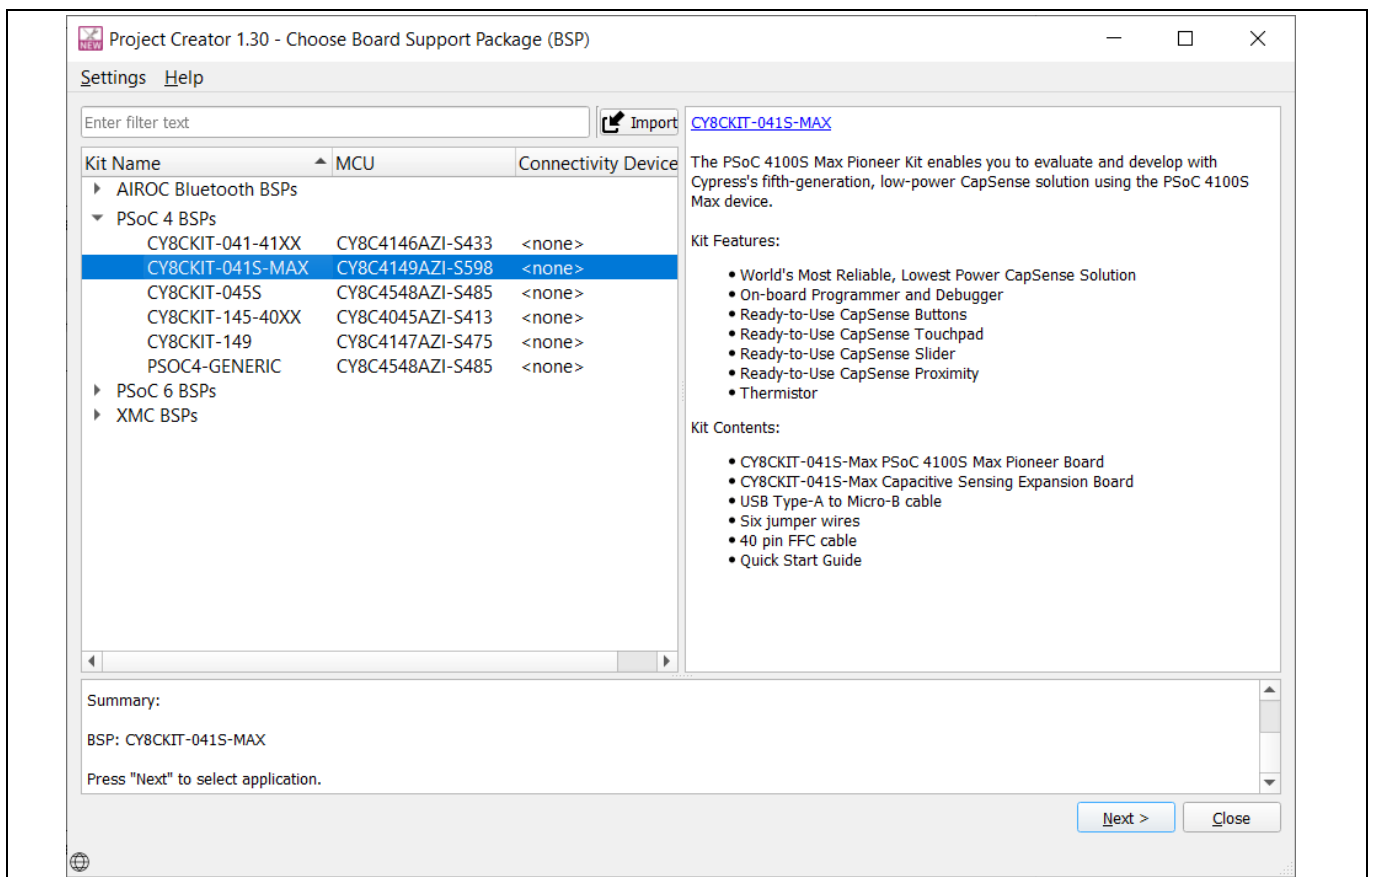 NEW
Project Creator 1.30 - Choose Board Support Package (BSP)
Settings Help
Enter filter text
Import
Kit Name MCU Connectivity Device
AIROC Bluetooth BSPs
PSoC 4 BSPs
CY8CKIT-041-41XX CY8C4146AZI-S433 <none>
CY8CKIT-041S-MAX CY8C4149AZI-S598 <none>
CY8CKIT-045S CY8C4548AZI-S485 <none>
CY8CKIT-145-40XX CY8C4045AZI-S413 <none>
CY8CKIT-149 CY8C4147AZI-S475 <none>
PSOC4-GENERIC CY8C4548AZI-S485 <none>
PSoC 6 BSPs
XMC BSPs
CY8CKIT-041S-MAX
The PSoC 4100S Max Pioneer Kit enables you to evaluate and develop with
Cypress's fifth-generation, low-power CapSense solution using the PSoC 4100S
Max device.
Kit Features:
• World's Most Reliable, Lowest Power CapSense Solution
• On-board Programmer and Debugger
• Ready-to-Use CapSense Buttons
• Ready-to-Use CapSense Touchpad
• Ready-to-Use CapSense Slider
• Ready-to-Use CapSense Proximity
• Thermistor
Kit Contents:
• CY8CKIT-041S-Max PSoC 4100S Max Pioneer Board
• CY8CKIT-041S-Max Capacitive Sensing Expansion Board
• USB Type-A to Micro-B cable
• Six jumper wires
• 40 pin FFC cable
• Quick Start Guide
Summary:
BSP: CY8CKIT-041S-MAX
Press "Next" to select application.
Next > Close